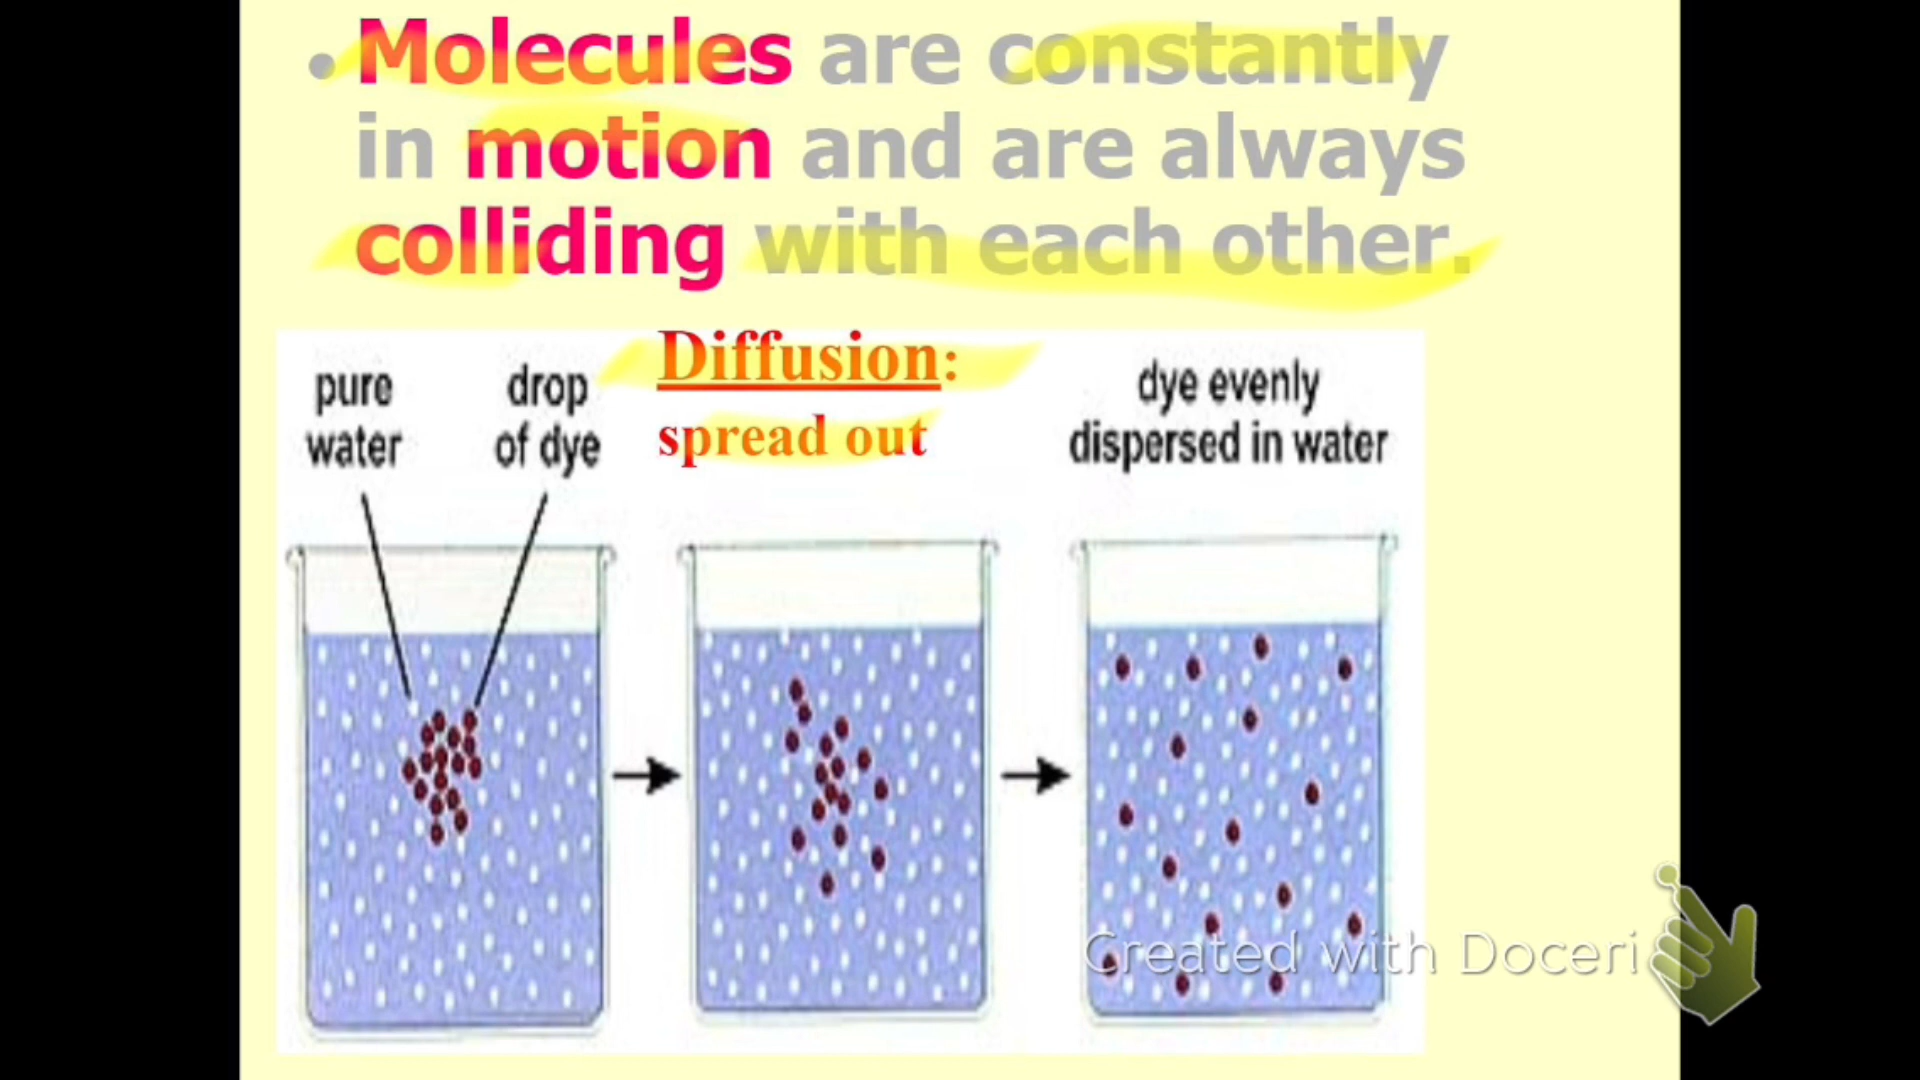 • Molecules are constantly
in motion and are always
colliding with each other.
Diffusion:
spread out
pure
water
drop
of dye
dye evenly
dispersed in water
Created with Doceri